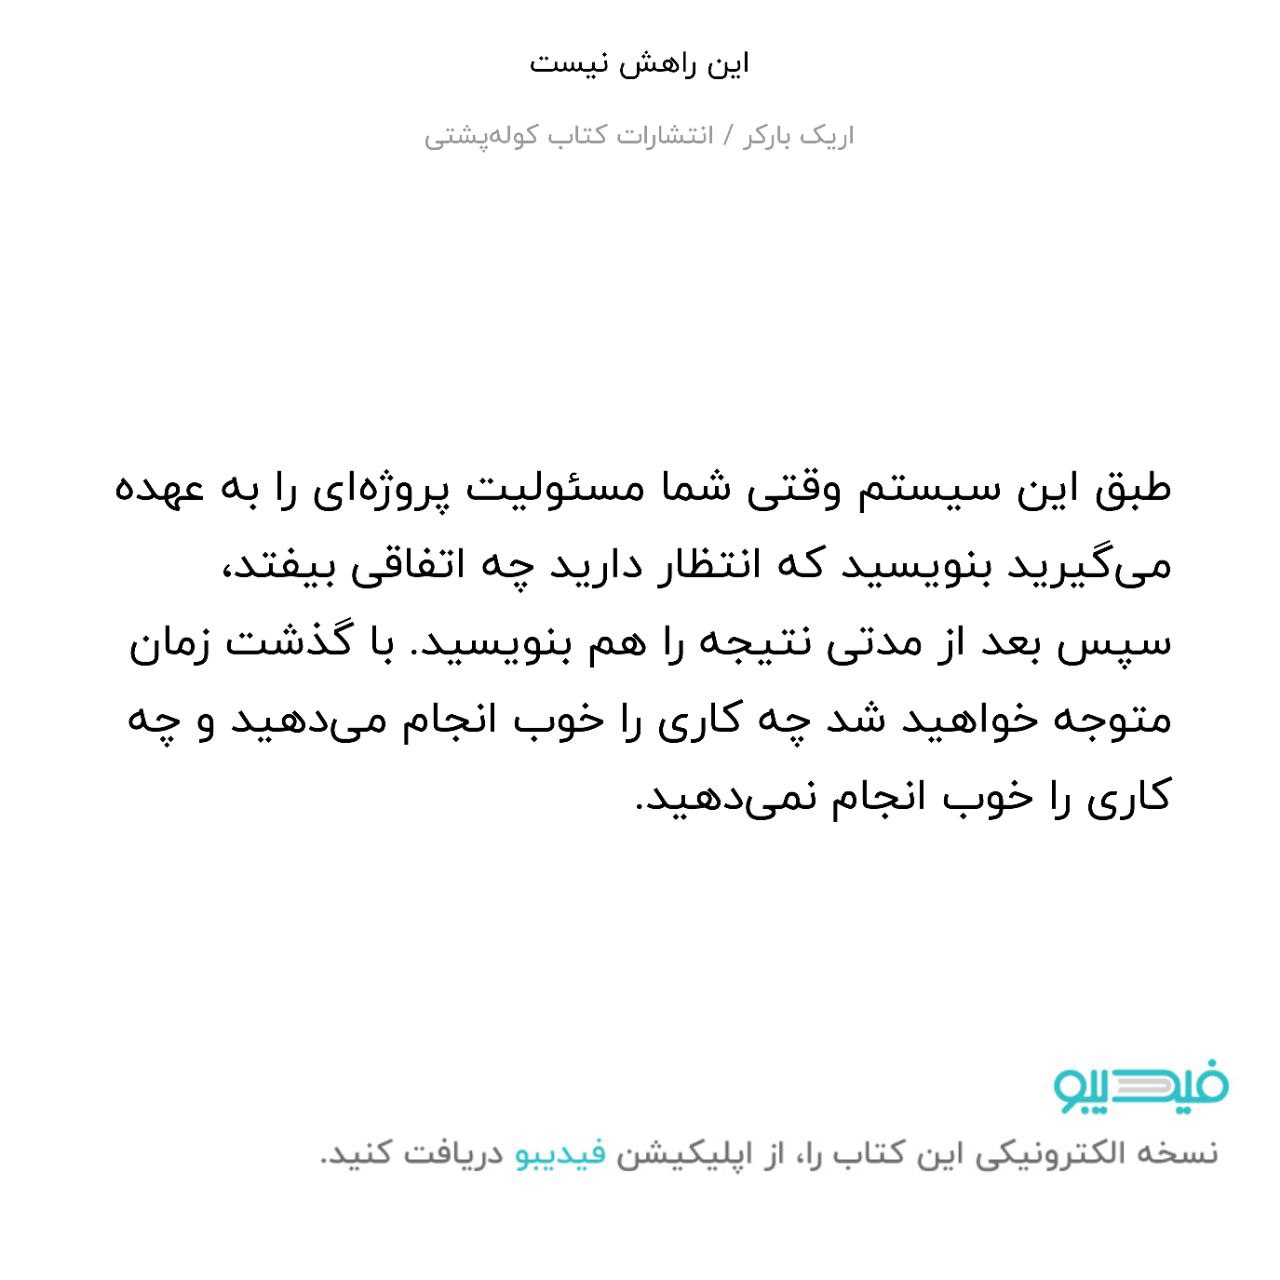 این راهش نیست
اریک بارکر / انتشارات کتاب کوله‌پشتی
طبق این سیستم وقتی شما مسئولیت پروژه‌ای را به عهده
می‌گیرید بنویسید که انتظار دارید چه اتفاقی بیفتد،
سپس بعد از مدتی نتیجه را هم بنویسید. با گذشت زمان
متوجه خواهید شد چه کاری را خوب انجام می‌دهید و چه
کاری را خوب انجام نمی‌دهید.
فیدیبو
نسخه الکترونیکی این کتاب را، از اپلیکیشن فیدیبو دریافت کنید.